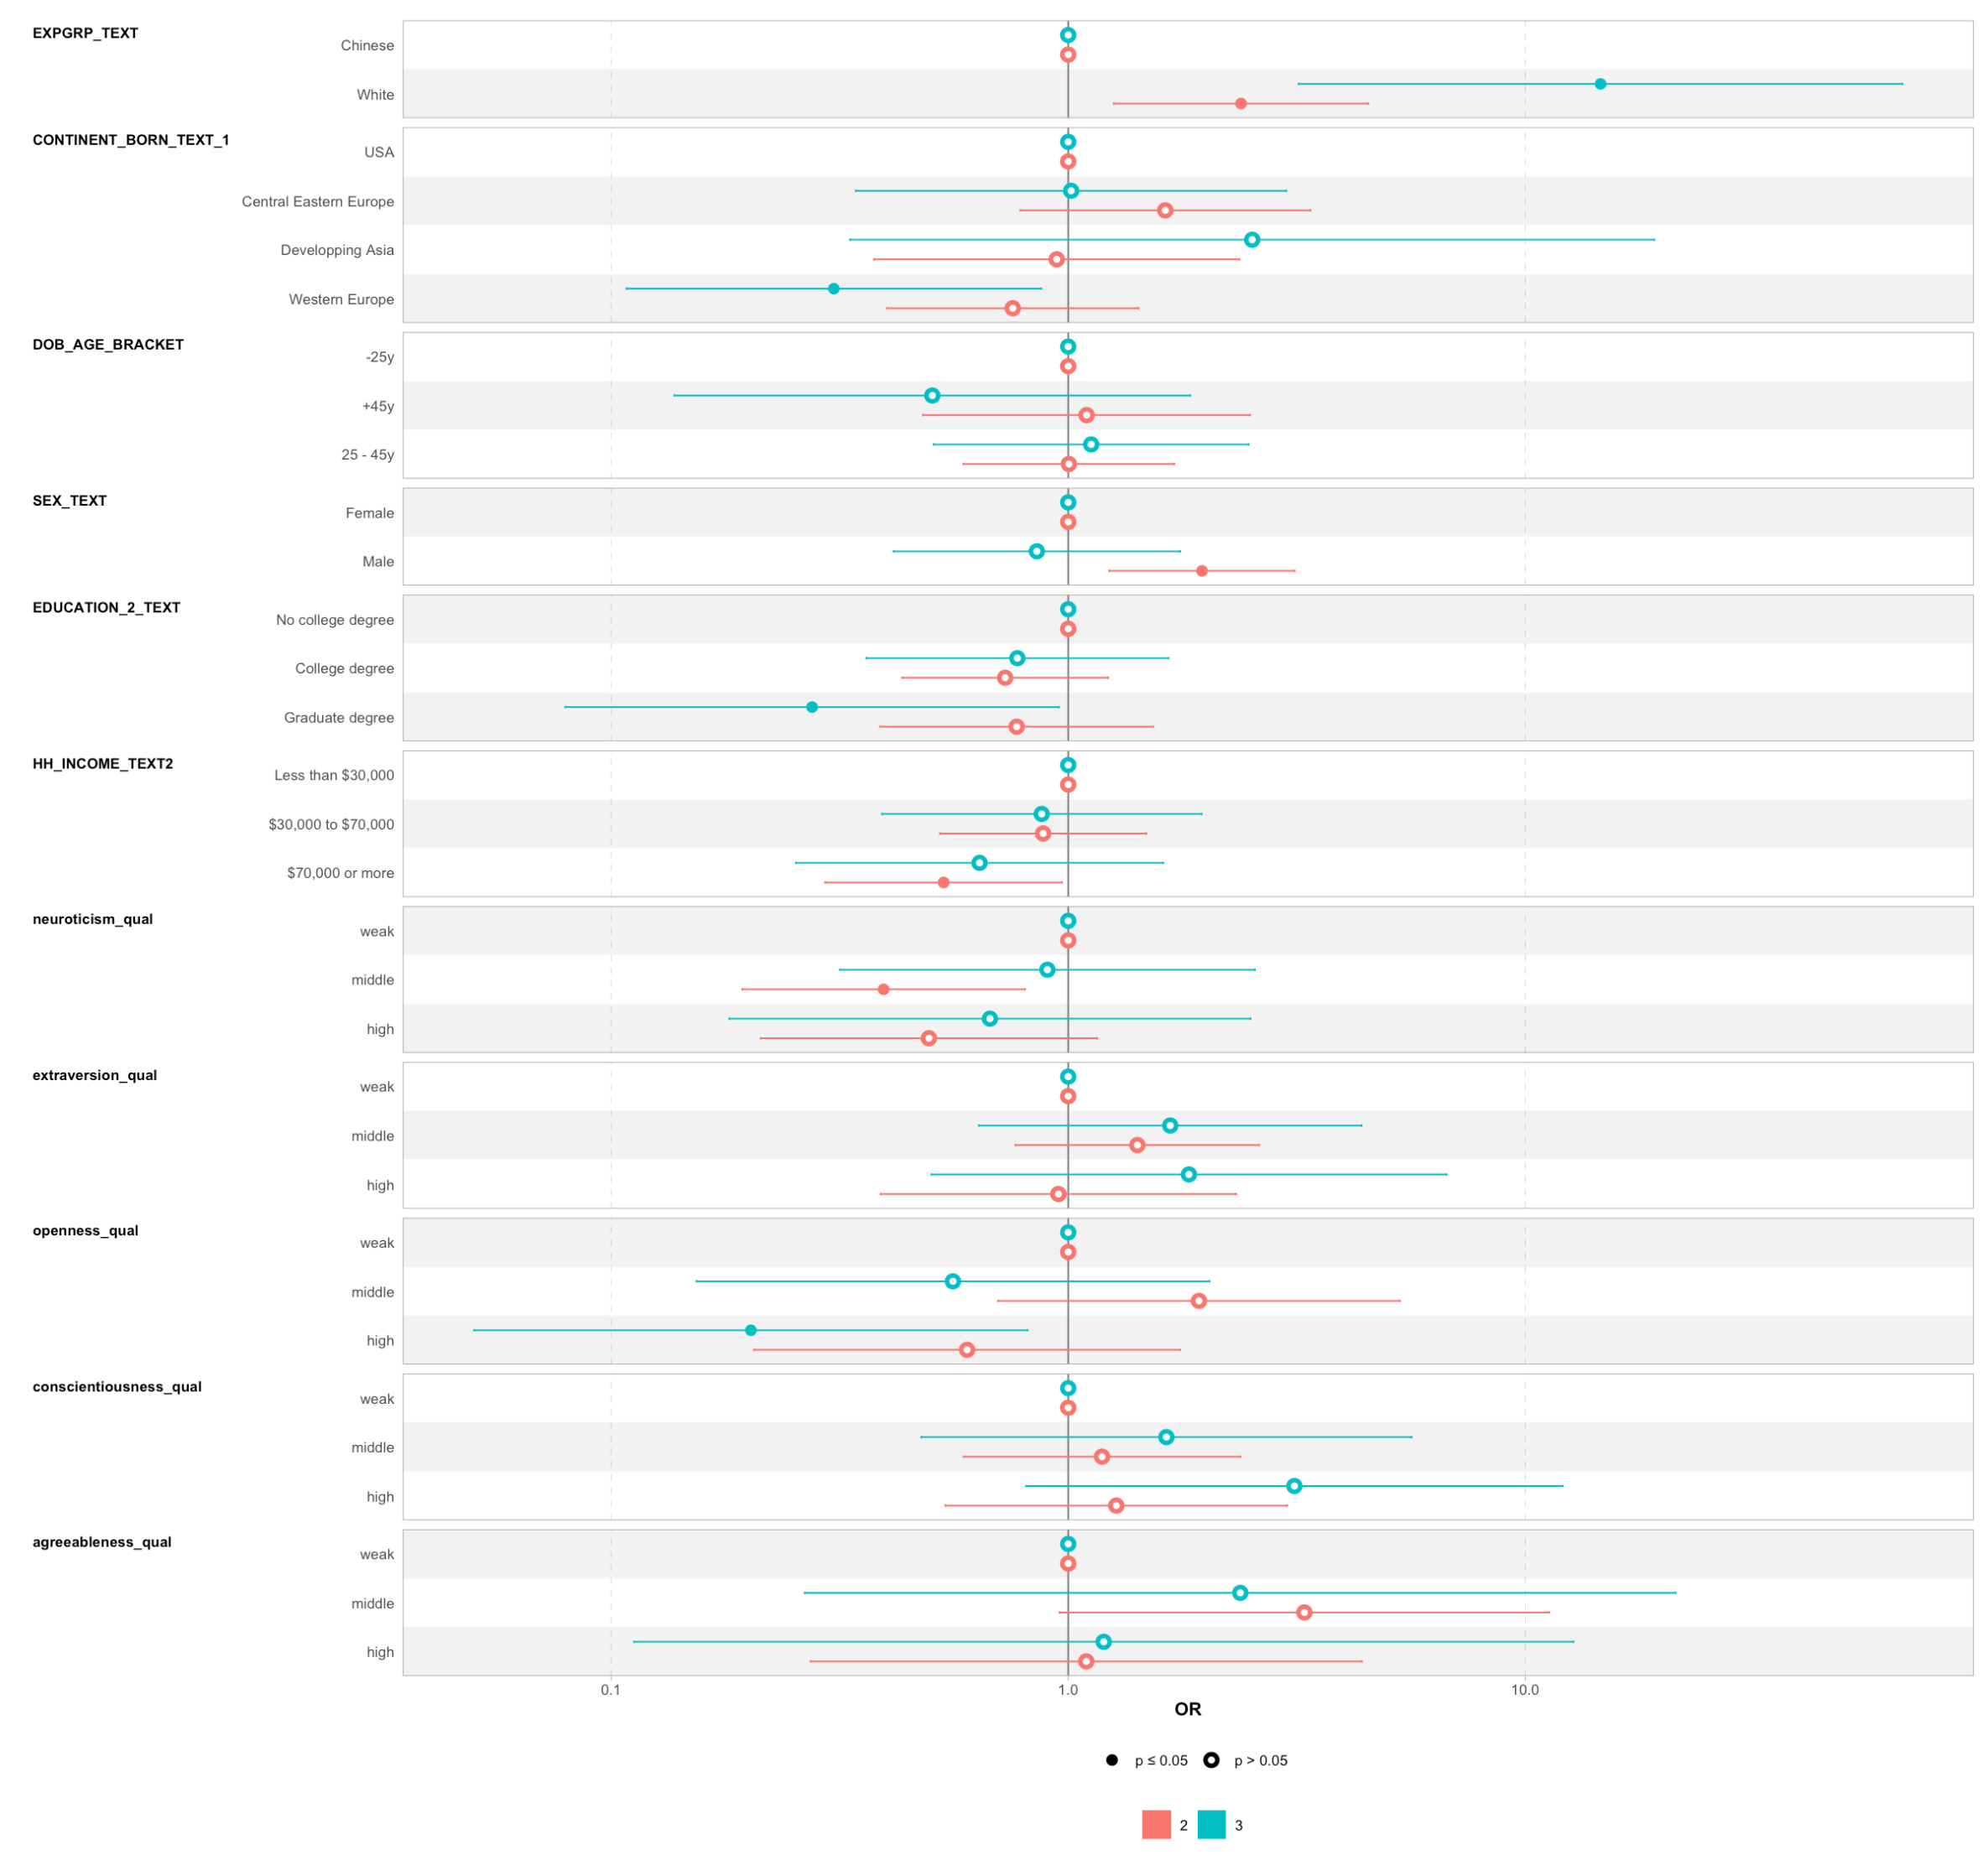 EXPGRP_TEXT
Chinese
White
CONTINENT_BORN_TEXT_1
USA
Central Eastern Europe
Developping Asia
Western Europe
DOB_AGE_BRACKET
-25y
+45y
25 - 45y
SEX_TEXT
Female
Male
EDUCATION_2_TEXT
No college degree
College degree
Graduate degree
HH_INCOME_TEXT2
Less than $30,000
$30,000 to $70,000
$70,000 or more
neuroticism_qual
weak
middle
high
extraversion_qual
weak
middle
high
openness_qual
weak
middle
high
conscientiousness_qual
weak
middle
high
agreeableness_qual
weak
middle
high
0.1 1.0 10.0
OR
p ≤ 0.05 p > 0.05
2 3